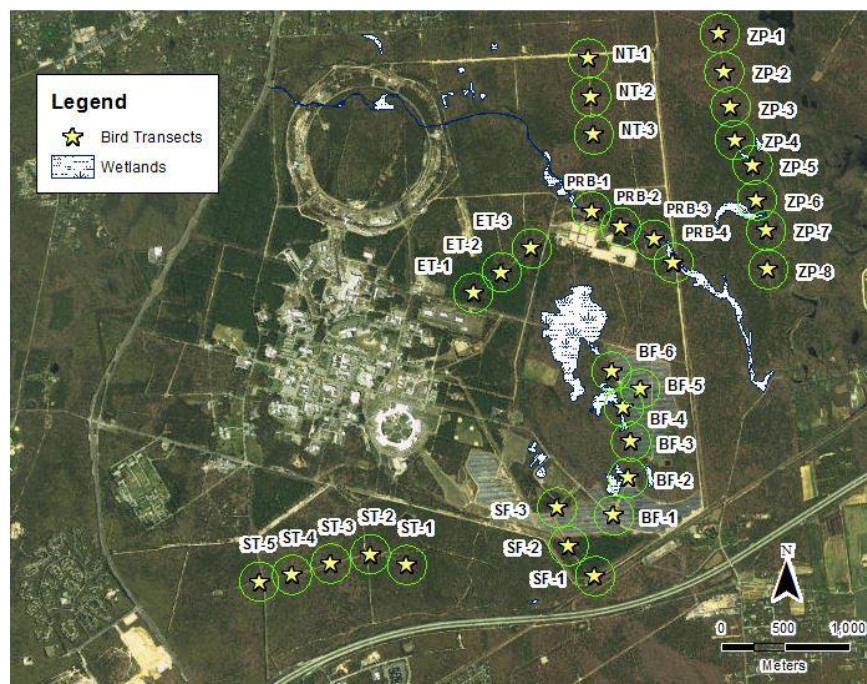 Legend
Bird Transects
Wetlands
NT-1
NT-2
NT-3
ZP-1
ZP-2
ZP-3
ZP-4
ZP-5
ZP-6
ZP-7
ZP-8
PRB-1
PRB-2
PRB-3
PRB-4
ET-3
ET-2
ET-1
BF-6
BF-5
BF-4
BF-3
BF-2
BF-1
SF-3
SF-2
SF-1
ST-5
ST-4
ST-3
ST-2
ST-1
N
0 500 1,000
Meters